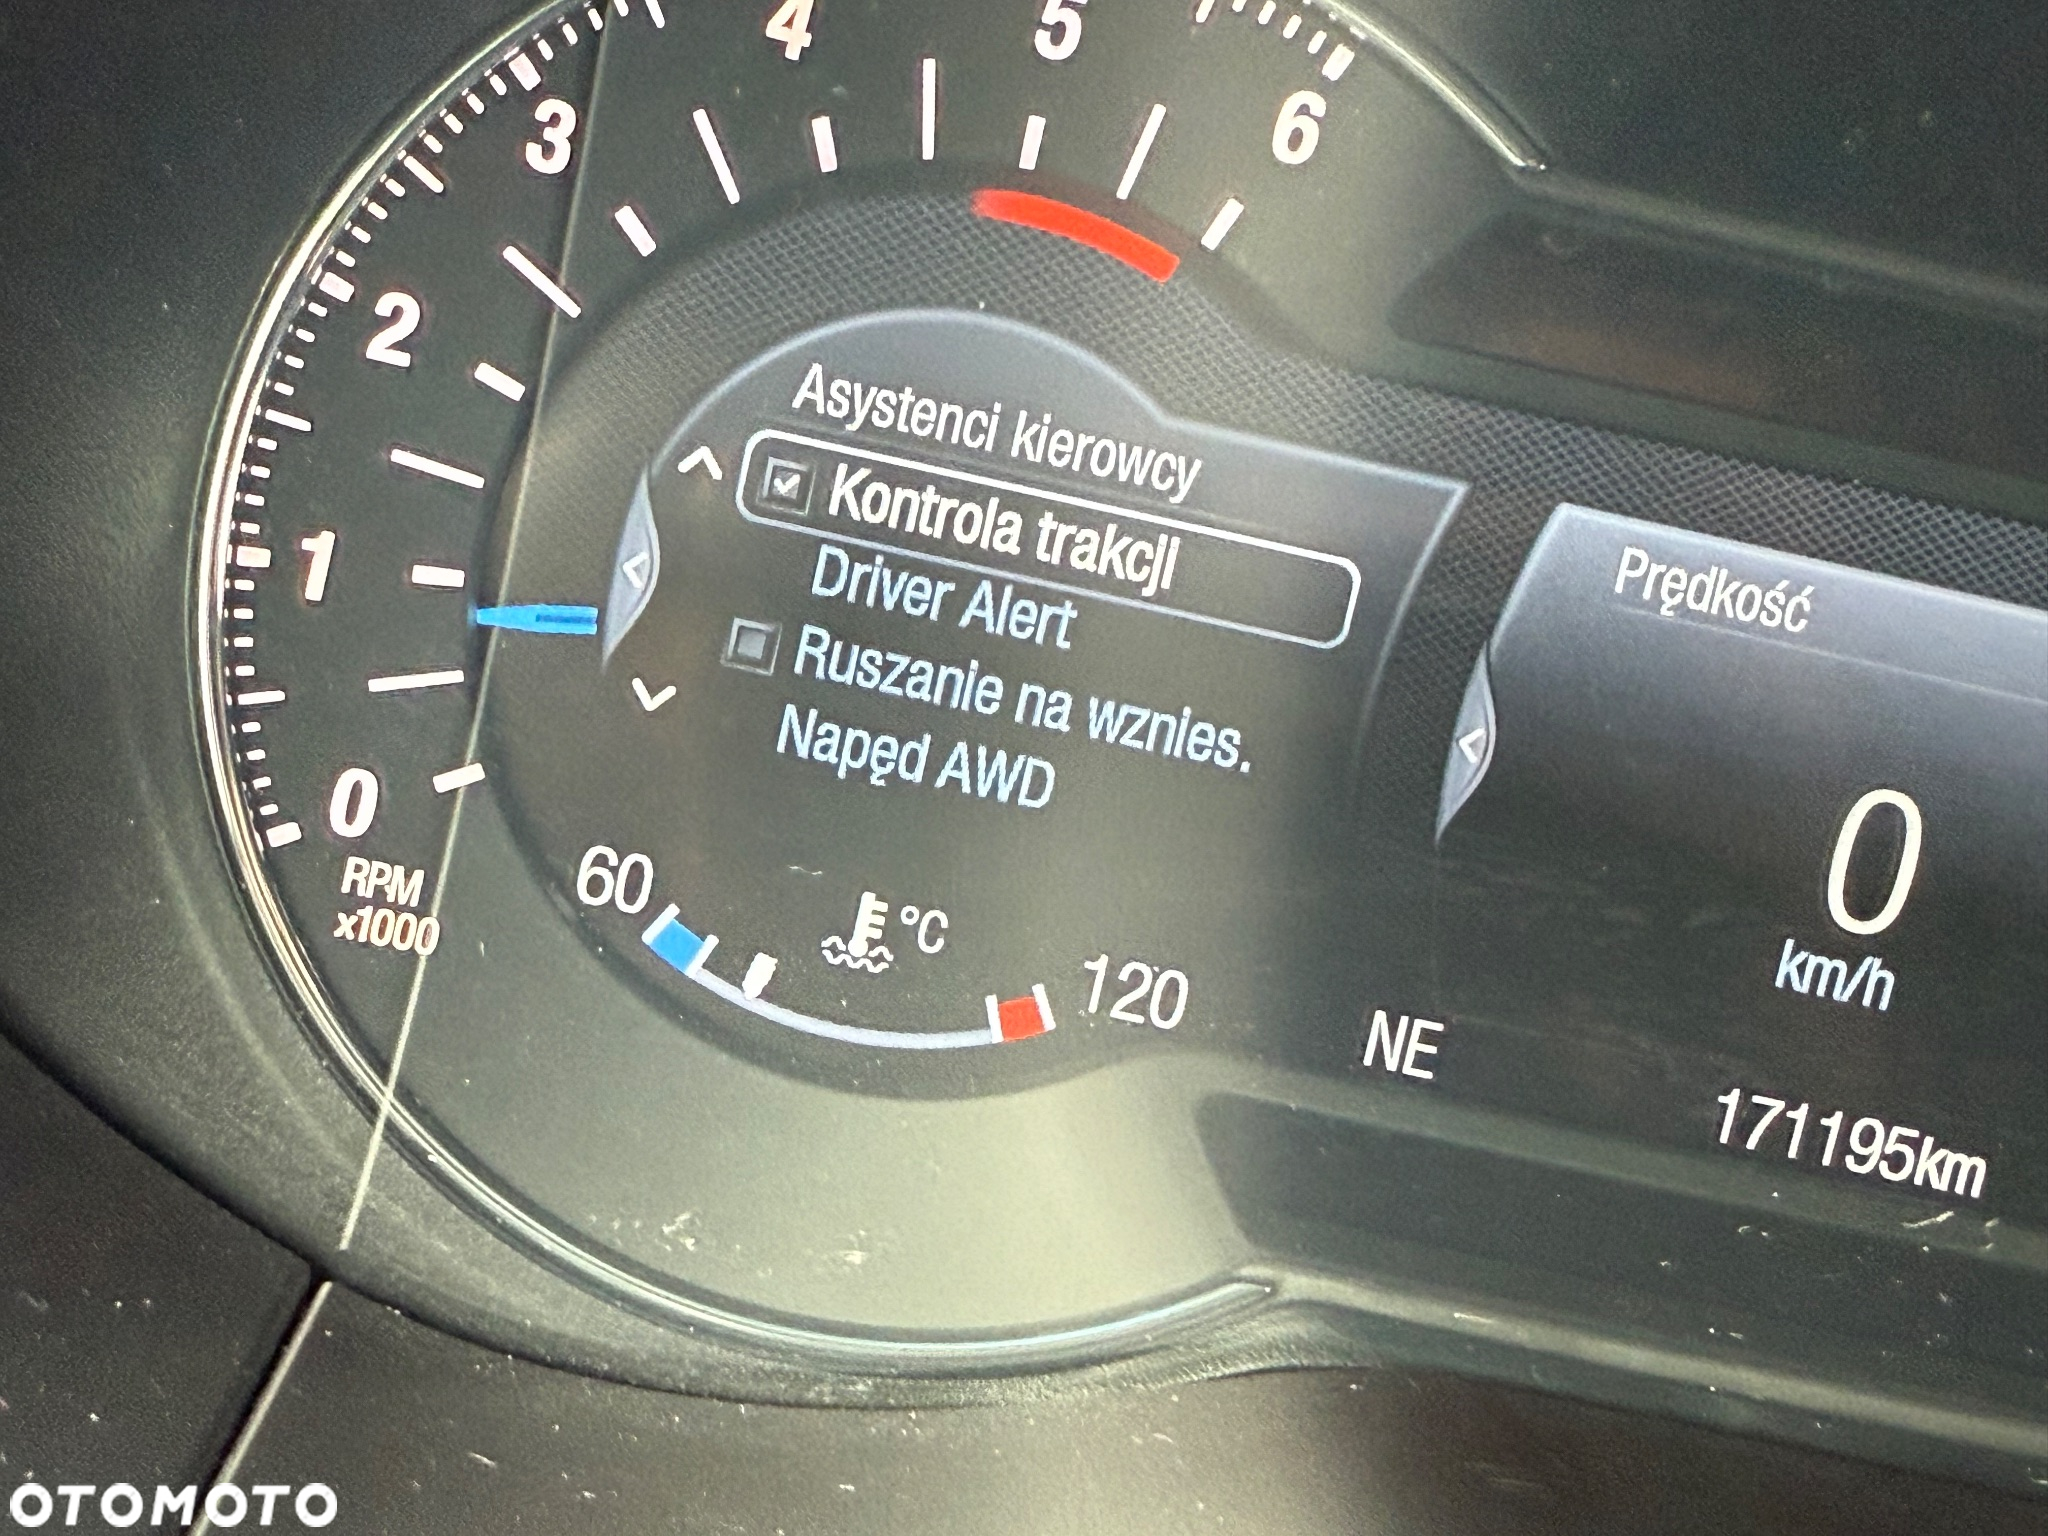 4
5
3
6
2
1
0
RPM
x1000
Asystenci kierowcy
Kontrola trakcji
Driver Alert
Ruszanie na wznies.
Napęd AWD
60
°C
120
Prędkość
0
km/h
NE
171195km
OTOMOTO